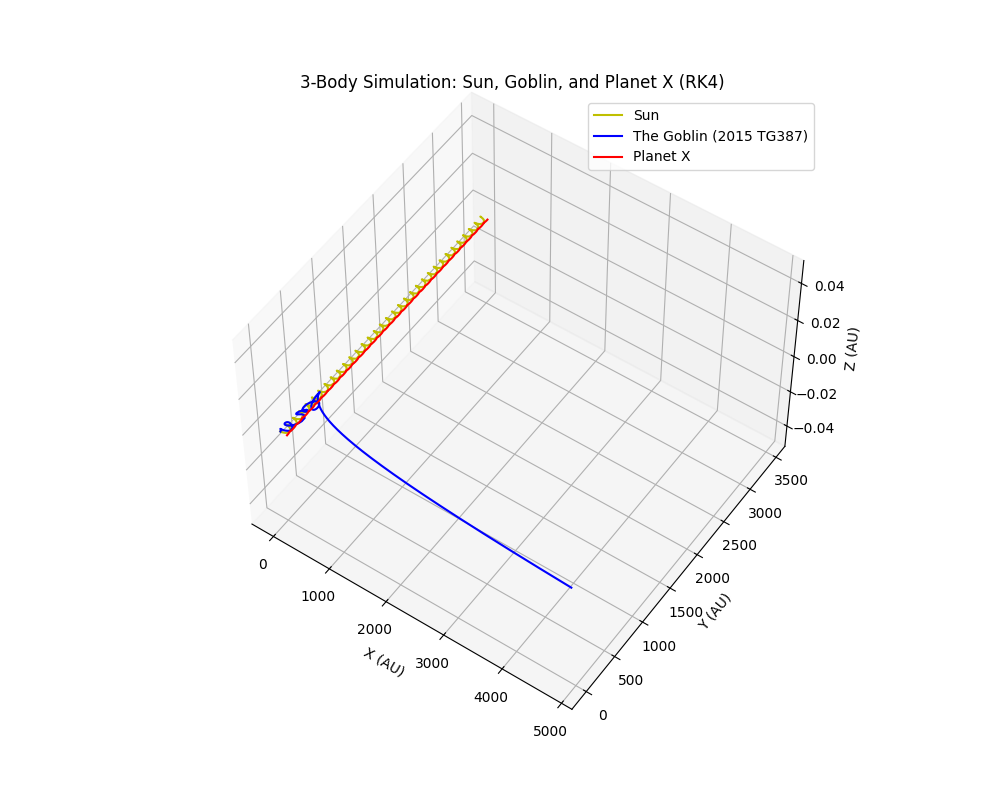 3-Body Simulation: Sun, Goblin, and Planet X (RK4)
Sun
The Goblin (2015 TG387)
Planet X
0.04
0.02
0.00
−0.02
−0.04
Z (AU)
0
1000
2000
3000
4000
5000
X (AU)
0
500
1000
1500
2000
2500
3000
3500
Y (AU)